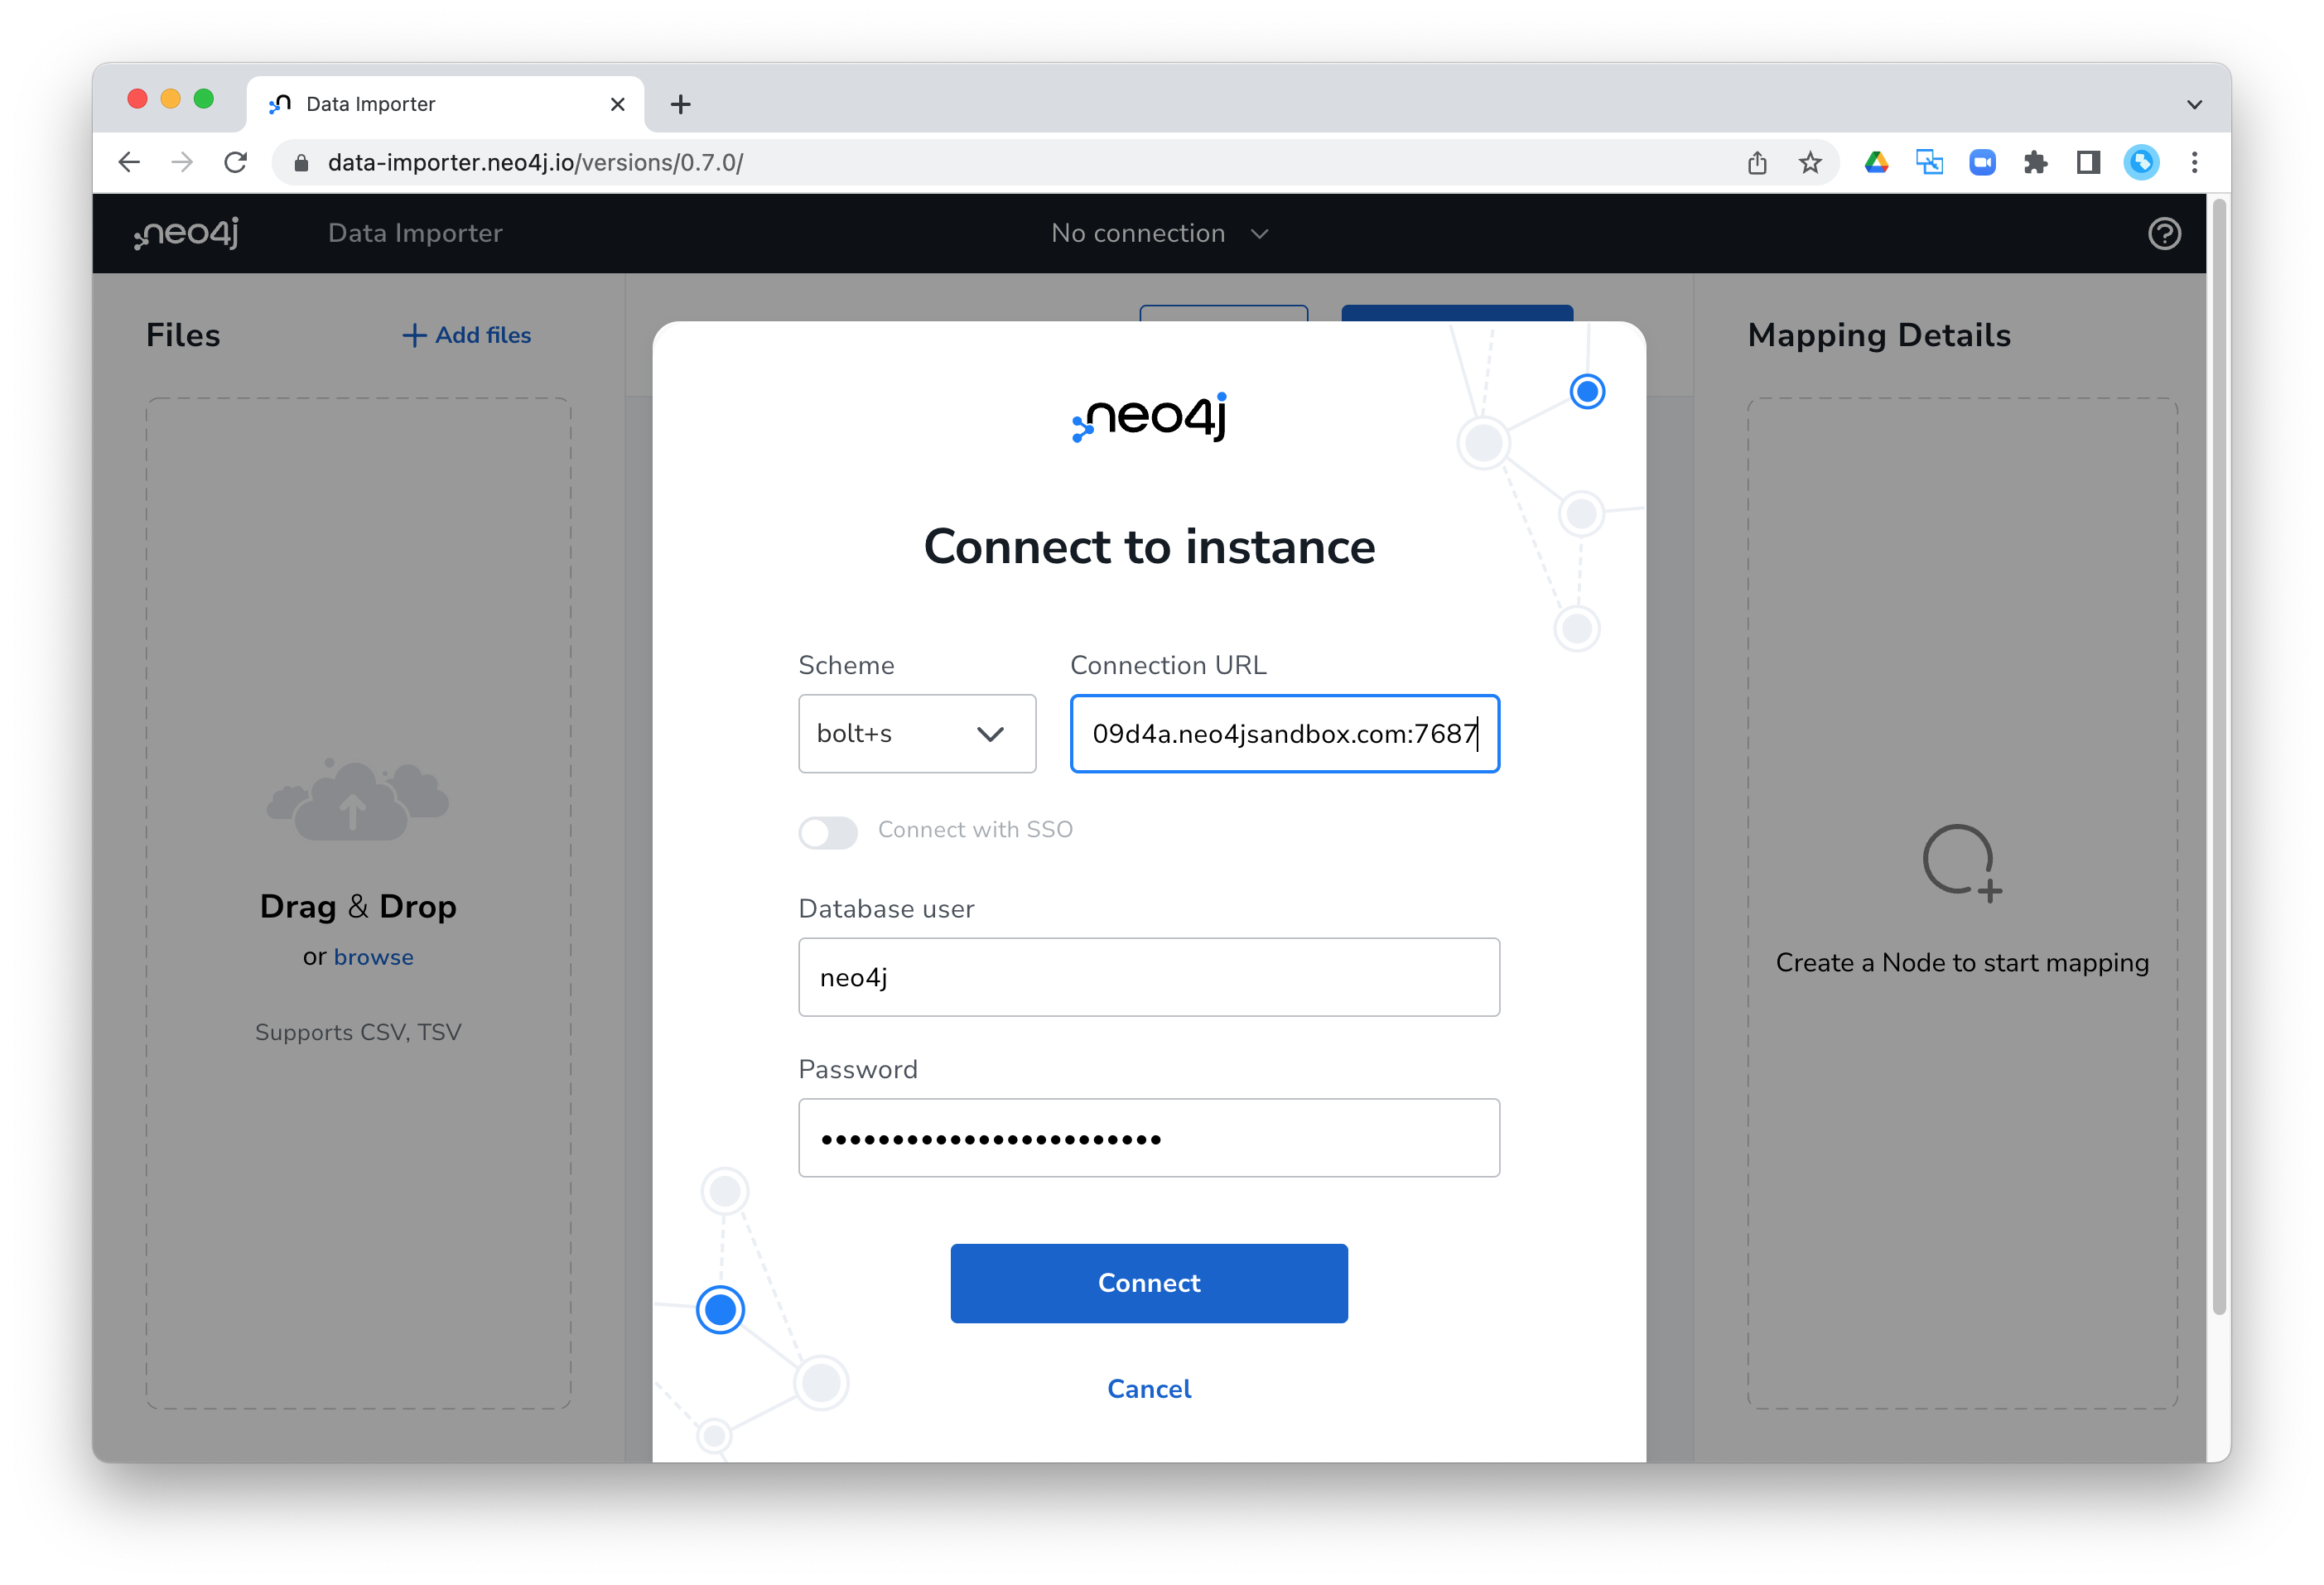 Data Importer
data-importer.neo4j.io/versions/0.7.0/
neo4j
Data Importer
No connection
Files
Add files
Mapping Details
neo4j
Connect to instance
Scheme
Connection URL
bolt+s
09d4a.neo4jsandbox.com:7687
Connect with SSO
Drag & Drop
or browse
Supports CSV, TSV
Database user
neo4j
Create a Node to start mapping
Password
Connect
Cancel